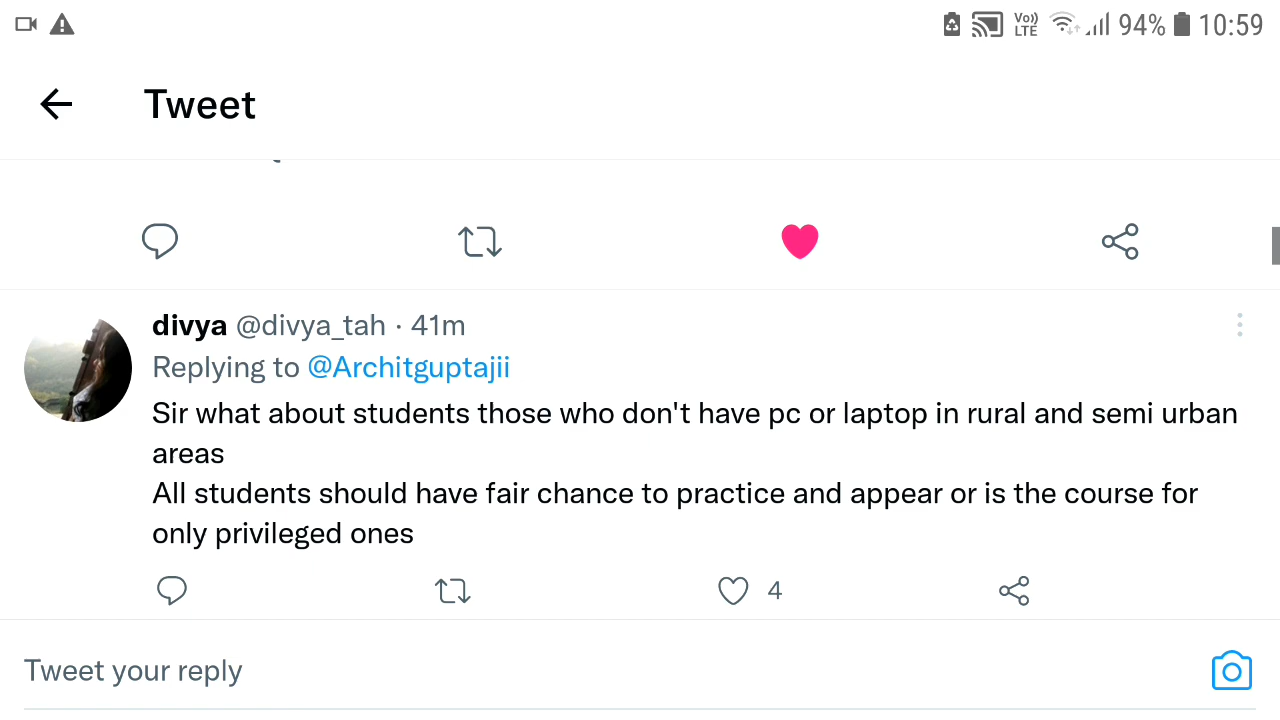 Vo))
LTE
94%
10:59
Tweet
divya @divya_tah · 41m
Replying to @Architguptajii
Sir what about students those who don't have pc or laptop in rural and semi urban
areas
All students should have fair chance to practice and appear or is the course for
only privileged ones
4
Tweet your reply